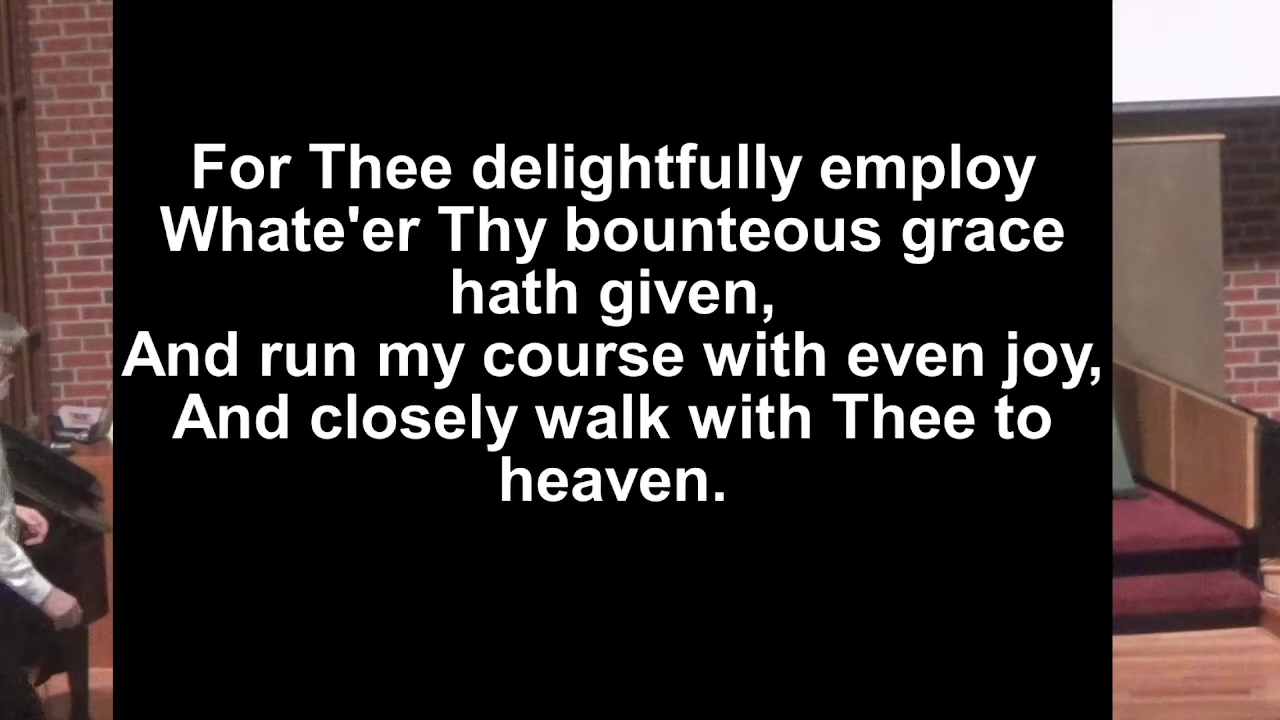 For Thee delightfully employ
Whate'er Thy bounteous grace
hath given,
And run my course with even joy,
And closely walk with Thee to
heaven.